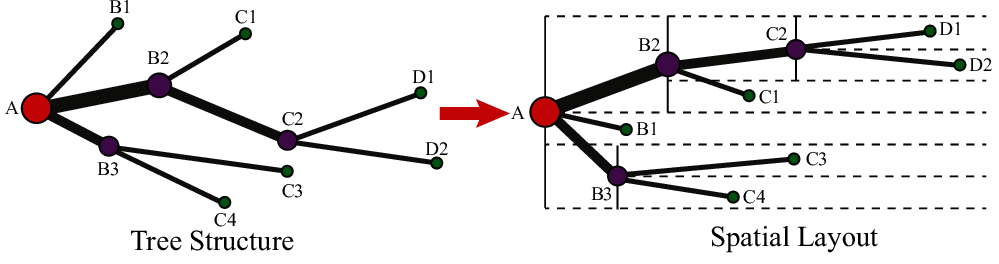 B1
C1
B2
A
D1
C2
D2
B3
C3
C4
Tree Structure
C2
D1
B2
D2
C1
A
B1
C3
B3
C4
Spatial Layout